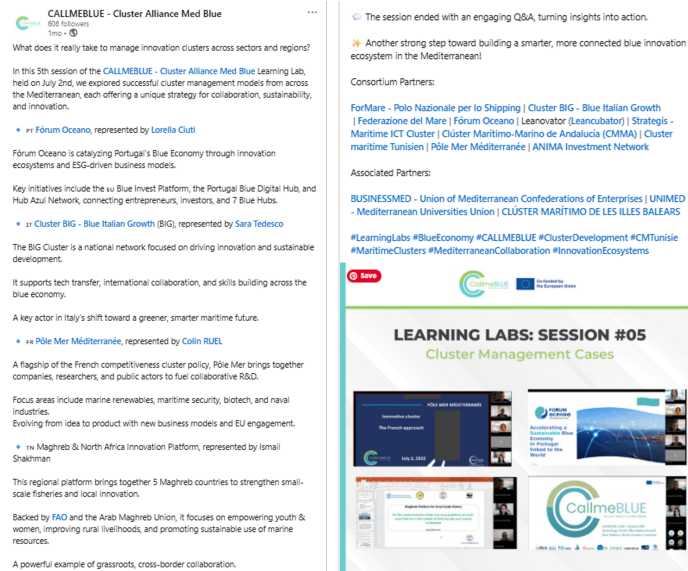 CALLMEBLUE - Cluster Alliance Med Blue
606 followers
1mo •
What does it really take to manage innovation clusters across sectors and regions?
In this 5th session of the CALLMEBLUE - Cluster Alliance Med Blue Learning Lab,
held on July 2nd, we explored successful cluster management models from across
the Mediterranean, each offering a unique strategy for collaboration, sustainability,
and innovation.
PT Fórum Oceano, represented by Lorella Ciuti
Fórum Oceano is catalyzing Portugal's Blue Economy through innovation
ecosystems and ESG-driven business models.
Key initiatives include the EU Blue Invest Platform, the Portugal Blue Digital Hub, and
Hub Azul Network, connecting entrepreneurs, investors, and 7 Blue Hubs.
IT Cluster BIG - Blue Italian Growth (BIG), represented by Sara Tedesco
The BIG Cluster is a national network focused on driving innovation and sustainable
development.
It supports tech transfer, international collaboration, and skills building across the
blue economy.
A key actor in Italy's shift toward a greener, smarter maritime future.
FR Pôle Mer Méditerranée, represented by Colin RUEL
A flagship of the French competitiveness cluster policy, Pôle Mer brings together
companies, researchers, and public actors to fuel collaborative R&D.
Focus areas include marine renewables, maritime security, biotech, and naval
industries.
Evolving from idea to product with new business models and EU engagement.
TN Maghreb & North Africa Innovation Platform, represented by Ismail
Shakhman
This regional platform brings together 5 Maghreb countries to strengthen small-
scale fisheries and local innovation.
Backed by FAO and the Arab Maghreb Union, it focuses on empowering youth &
women, improving rural livelihoods, and promoting sustainable use of marine
resources.
A powerful example of grassroots, cross-border collaboration.
The session ended with an engaging Q&A, turning insights into action.
Another strong step toward building a smarter, more connected blue innovation
ecosystem in the Mediterranean!
Consortium Partners:
ForMare - Polo Nazionale per lo Shipping | Cluster BIG - Blue Italian Growth
| Federazione del Mare | Fórum Oceano | Leanovator (Leancubator) | Strategis -
Maritime ICT Cluster | Clúster Marítimo-Marino de Andalucía (CMMA) | Cluster
maritime Tunisien | Pôle Mer Méditerranée | ANIMA Investment Network
Associated Partners:
BUSINESSMED - Union of Mediterranean Confederations of Enterprises | UNIMED
- Mediterranean Universities Union | CLÚSTER MARÍTIMO DE LES ILLES BALEARS
#LearningLabs #BlueEconomy #CALLMEBLUE #ClusterDevelopment #CMTunisie
#MaritimeClusters #MediterraneanCollaboration #InnovationEcosystems
Save
CallmeBLUE
Co-funded by
the European Union
LEARNING LABS: SESSION #05
Cluster Management Cases
PÔLE MER MÉDITERRANÉE
Innovative cluster
The French approach
July 2, 2025
FORUM
OCEANO
Accelerating a
Sustainable Blue
Economy
in Portugal
linked to the
World
CallmeBLUE